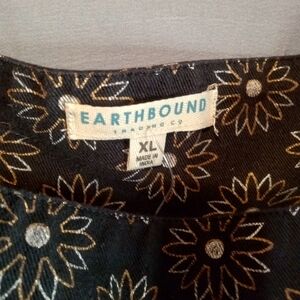 EARTHBOUND
TRADING CO
XL
MADE IN
INDIA